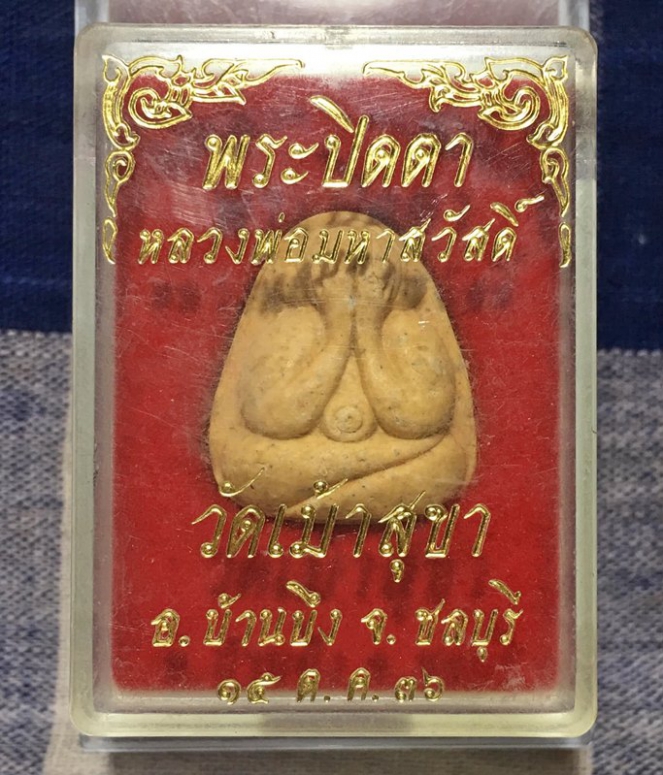 พระปิดตา
หลวงพ่อมหาสวัสดิ์
วัดเม้าสุขา
อ.บ้านบึง จ.ชลบุรี
๑๕ ต.ค.๓๖